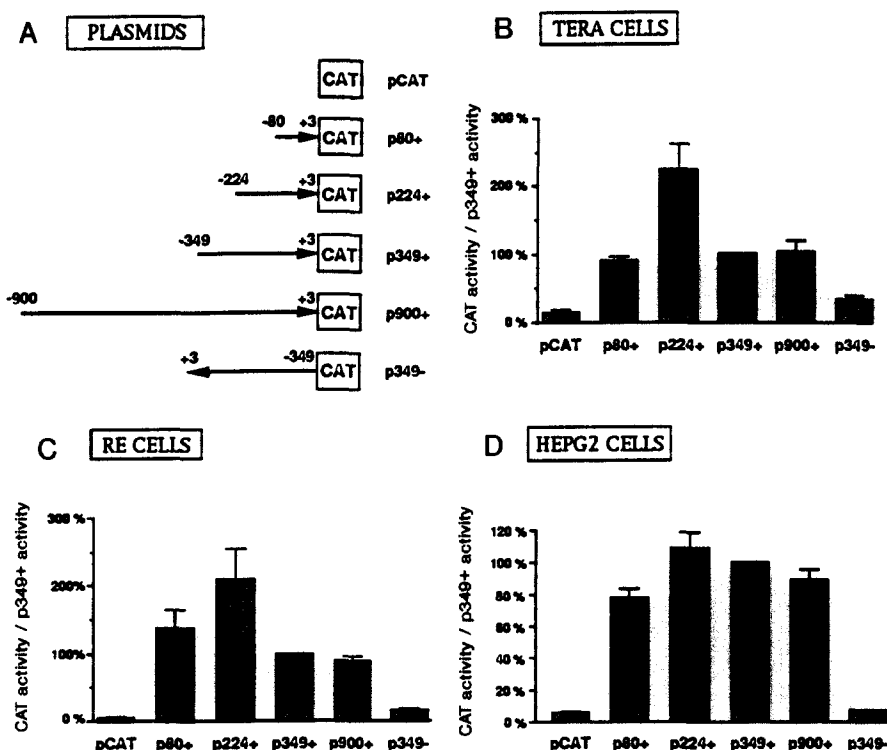 A PLASMIDS
CAT pCAT
-80 +3 CAT p80+
-224 +3 CAT p224+
-349 +3 CAT p349+
-900 +3 CAT p900+
+3 -349 CAT p349-
B TERA CELLS
CAT activity / p349+ activity
300 %
200%
100 %
0 %
pCAT p80+ p224+ p349+ p900+ p349-
C RE CELLS
CAT activity / p349+ activity
300 %
200%
100%
0 %
pCAT p80+ p224+ p349+ p900+ p349-
D HEPG2 CELLS
CAT activity / p349+ activity
120 %
100 %
80 %
60 %
40 %
20 %
0 %
pCAT p80+ p224+ p349+ p900+ p349-